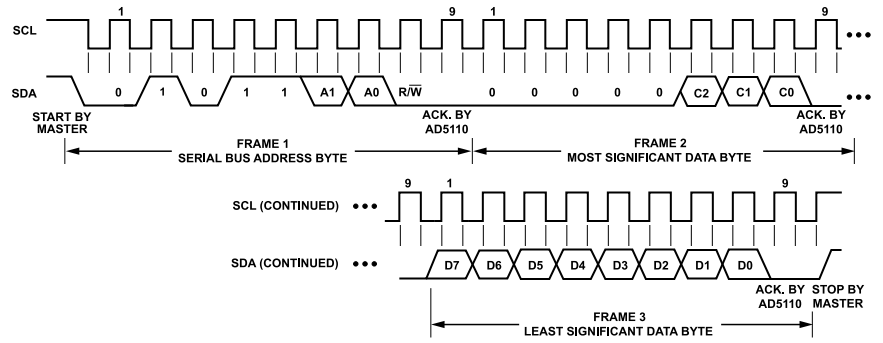 1 9 1 9
SCL
SDA 0 1 0 1 1 A1 A0 R/W 0 0 0 0 0 C2 C1 C0
START BY MASTER
ACK. BY AD5110
ACK. BY AD5110
FRAME 1
SERIAL BUS ADDRESS BYTE
FRAME 2
MOST SIGNIFICANT DATA BYTE
9 1 9
SCL (CONTINUED)
SDA (CONTINUED) D7 D6 D5 D4 D3 D2 D1 D0
ACK. BY AD5110
STOP BY MASTER
FRAME 3
LEAST SIGNIFICANT DATA BYTE